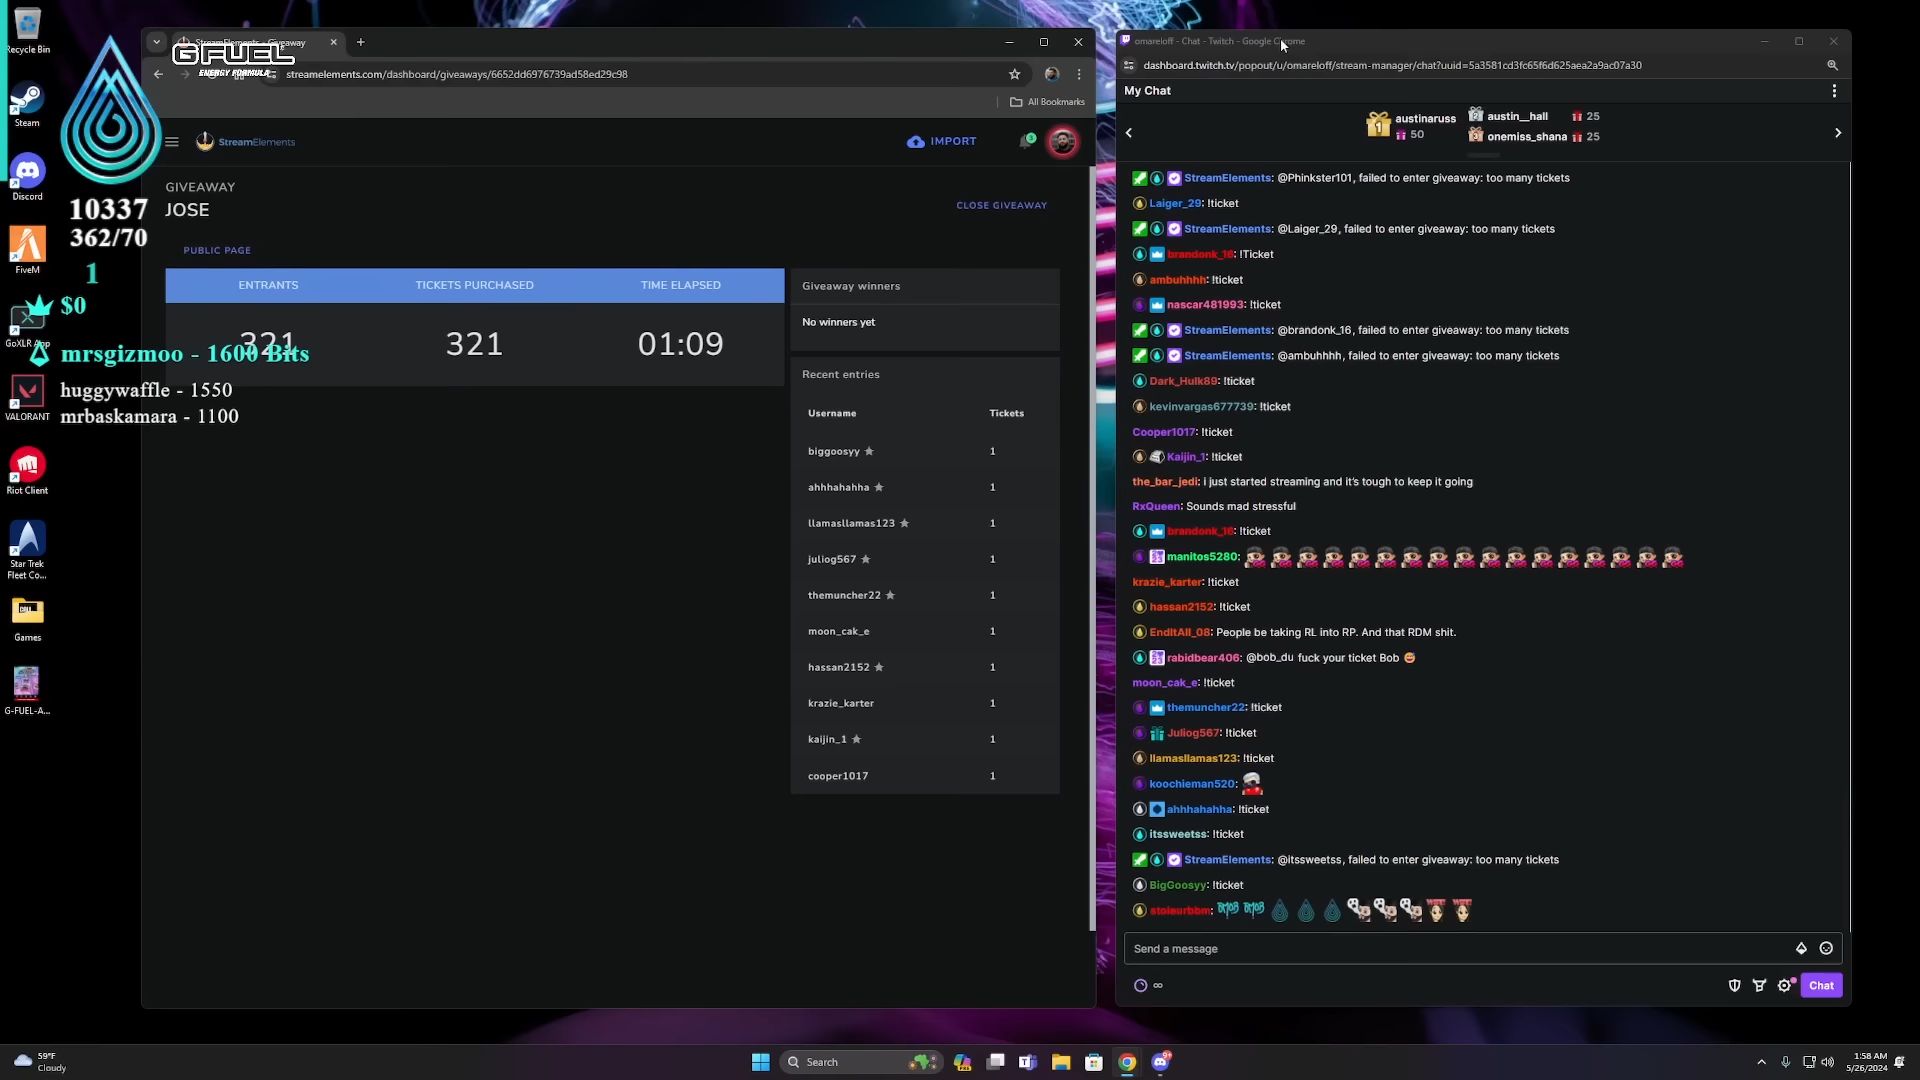 Recycle Bin
Steam
Discord
FiveM
GoXLR App
VALORANT
Riot Client
Star Trek
Fleet Co...
Games
G-FUEL-A...
GFUEL
ENERGY FORMULA
10337
362/70
1
$0
mrsgizmoo - 1600 Bits
huggywaffle - 1550
mrbaskamara - 1100
streamelements.com/dashboard/giveaways/6652dd6976739ad58ed29c98
All Bookmarks
StreamElements
IMPORT
GIVEAWAY
JOSE
CLOSE GIVEAWAY
PUBLIC PAGE
ENTRANTS TICKETS PURCHASED TIME ELAPSED
321 321 01:09
Giveaway winners
No winners yet
Recent entries
Username Tickets
biggoosyy 1
ahhhahahha 1
llamasllamas123 1
juliog567 1
themuncher22 1
moon_cak_e 1
hassan2152 1
krazie_karter 1
kaijin_1 1
cooper1017 1
omareloff - Chat - Twitch - Google Chrome
dashboard.twitch.tv/popout/u/omareloff/stream-manager/chat?uuid=5a3581cd3fc65f6d625aea2a9ac07a30
My Chat
1 austinaruss 50
austin__hall 25
onemiss_shana 25
StreamElements: @Phinkster101, failed to enter giveaway: too many tickets
Laiger_29: !ticket
StreamElements: @Laiger_29, failed to enter giveaway: too many tickets
brandonk_16: !Ticket
ambuhhhh: !ticket
nascar481993: !ticket
StreamElements: @brandonk_16, failed to enter giveaway: too many tickets
StreamElements: @ambuhhhh, failed to enter giveaway: too many tickets
Dark_Hulk89: !ticket
kevinvargas677739: !ticket
Cooper1017: !ticket
Kaijin_1: !ticket
the_bar_jedi: i just started streaming and it's tough to keep it going
RxQueen: Sounds mad stressful
brandonk_16: !ticket
manitos5280:
krazie_karter: !ticket
hassan2152: !ticket
EndItAll_08: People be taking RL into RP. And that RDM shit.
rabidbear406: @bob_du fuck your ticket Bob
moon_cak_e: !ticket
themuncher22: !ticket
Juliog567: !ticket
llamasllamas123: !ticket
koochieman520:
ahhhahahha: !ticket
itssweetss: !ticket
StreamElements: @itssweetss, failed to enter giveaway: too many tickets
BigGoosyy: !ticket
stoleurbbm:
Send a message
Chat
59°F
Cloudy
Search
1:58 AM
5/26/2024